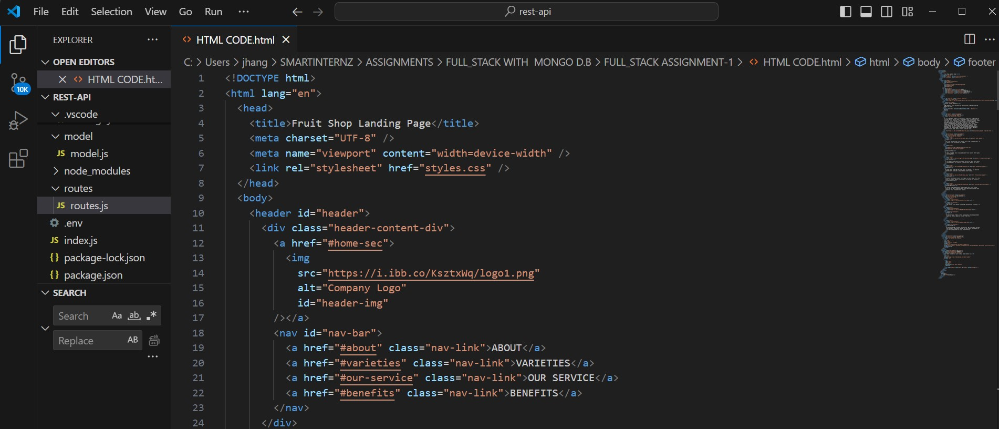 File Edit Selection View Go Run ··· rest-api
EXPLORER ···
OPEN EDITORS
HTML CODE.ht...
REST-API
.vscode
model
JS model.js
node_modules
routes
JS routes.js
.env
JS index.js
{} package-lock.json
{} package.json
SEARCH
Search Aa ab .*
Replace AB
···
10K
HTML CODE.html
C: > Users > jhang > SMARTINTERNZ > ASSIGNMENTS > FULL_STACK WITH MONGO D.B > FULL_STACK ASSIGNMENT-1 > HTML CODE.html > html > body > footer
1 <!DOCTYPE html>
2 <html lang="en">
3 <head>
4 <title>Fruit Shop Landing Page</title>
5 <meta charset="UTF-8" />
6 <meta name="viewport" content="width=device-width" />
7 <link rel="stylesheet" href="styles.css" />
8 </head>
9 <body>
10 <header id="header">
11 <div class="header-content-div">
12 <a href="#home-sec">
13 <img
14 src="https://i.ibb.co/KsztxWq/logo1.png"
15 alt="Company Logo"
16 id="header-img"
17 /></a>
18 <nav id="nav-bar">
19 <a href="#about" class="nav-link">ABOUT</a>
20 <a href="#varieties" class="nav-link">VARIETIES</a>
21 <a href="#our-service" class="nav-link">OUR SERVICE</a>
22 <a href="#benefits" class="nav-link">BENEFITS</a>
23 </nav>
24 </div>